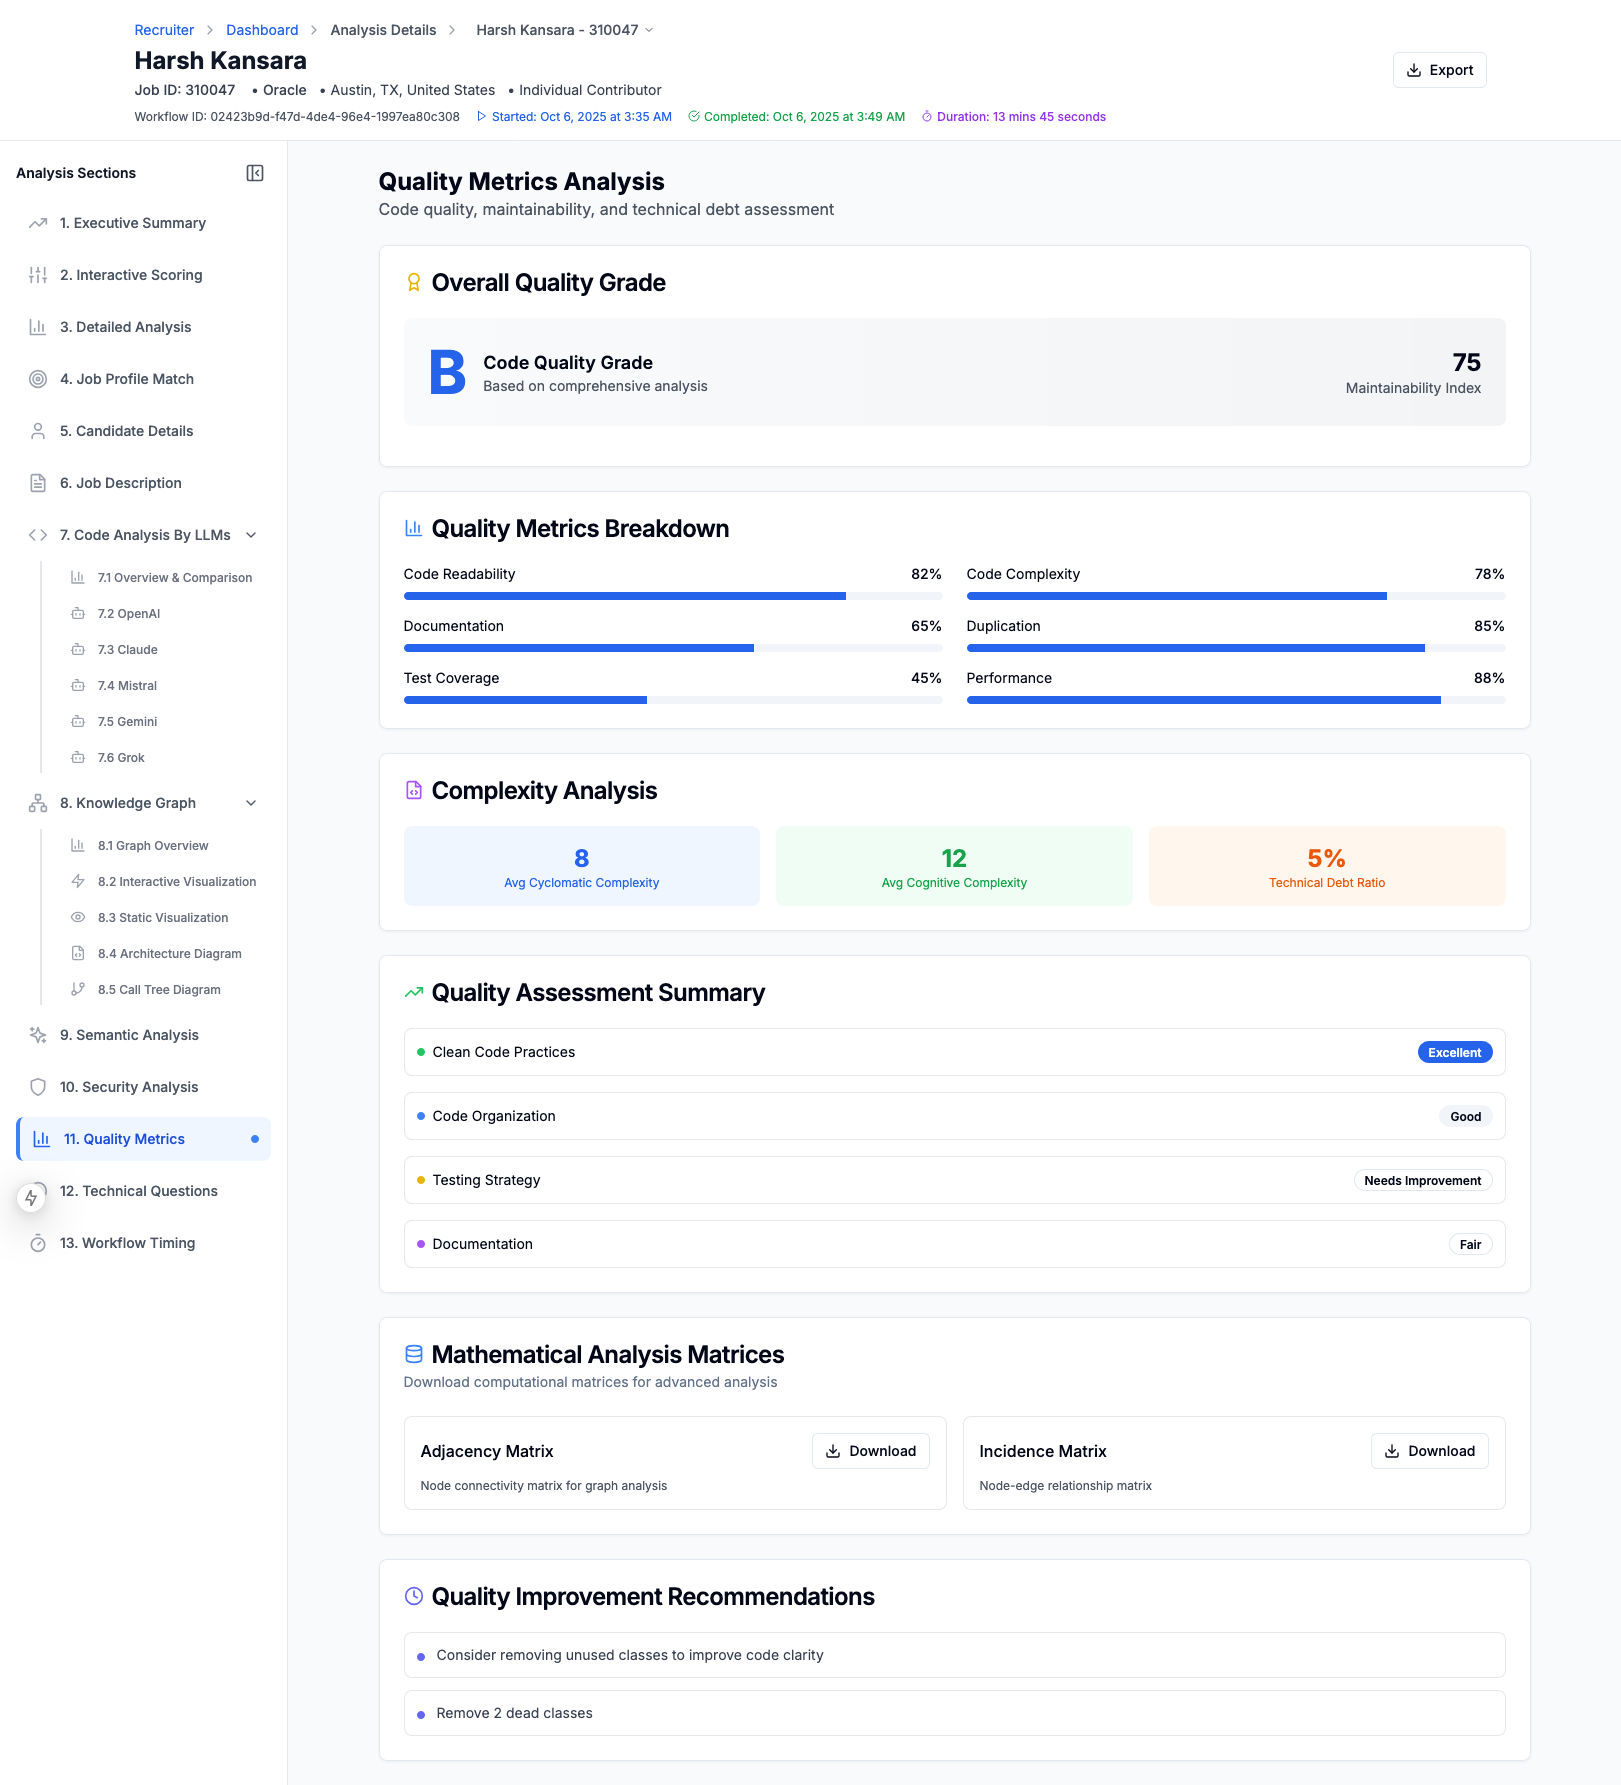 Recruiter > Dashboard > Analysis Details > Harsh Kansara - 310047
Harsh Kansara
Export
Job ID: 310047 • Oracle • Austin, TX, United States • Individual Contributor
Workflow ID: 02423b9d-f47d-4de4-96e4-1997ea80c308 Started: Oct 6, 2025 at 3:35 AM Completed: Oct 6, 2025 at 3:49 AM Duration: 13 mins 45 seconds
Analysis Sections
1. Executive Summary
2. Interactive Scoring
3. Detailed Analysis
4. Job Profile Match
5. Candidate Details
6. Job Description
7. Code Analysis By LLMs
7.1 Overview & Comparison
7.2 OpenAI
7.3 Claude
7.4 Mistral
7.5 Gemini
7.6 Grok
8. Knowledge Graph
8.1 Graph Overview
8.2 Interactive Visualization
8.3 Static Visualization
8.4 Architecture Diagram
8.5 Call Tree Diagram
9. Semantic Analysis
10. Security Analysis
11. Quality Metrics
12. Technical Questions
13. Workflow Timing
Quality Metrics Analysis
Code quality, maintainability, and technical debt assessment
Overall Quality Grade
B
Code Quality Grade
Based on comprehensive analysis
75
Maintainability Index
Quality Metrics Breakdown
Code Readability 82%
Code Complexity 78%
Documentation 65%
Duplication 85%
Test Coverage 45%
Performance 88%
Complexity Analysis
8
Avg Cyclomatic Complexity
12
Avg Cognitive Complexity
5%
Technical Debt Ratio
Quality Assessment Summary
Clean Code Practices Excellent
Code Organization Good
Testing Strategy Needs Improvement
Documentation Fair
Mathematical Analysis Matrices
Download computational matrices for advanced analysis
Adjacency Matrix Download
Node connectivity matrix for graph analysis
Incidence Matrix Download
Node-edge relationship matrix
Quality Improvement Recommendations
Consider removing unused classes to improve code clarity
Remove 2 dead classes